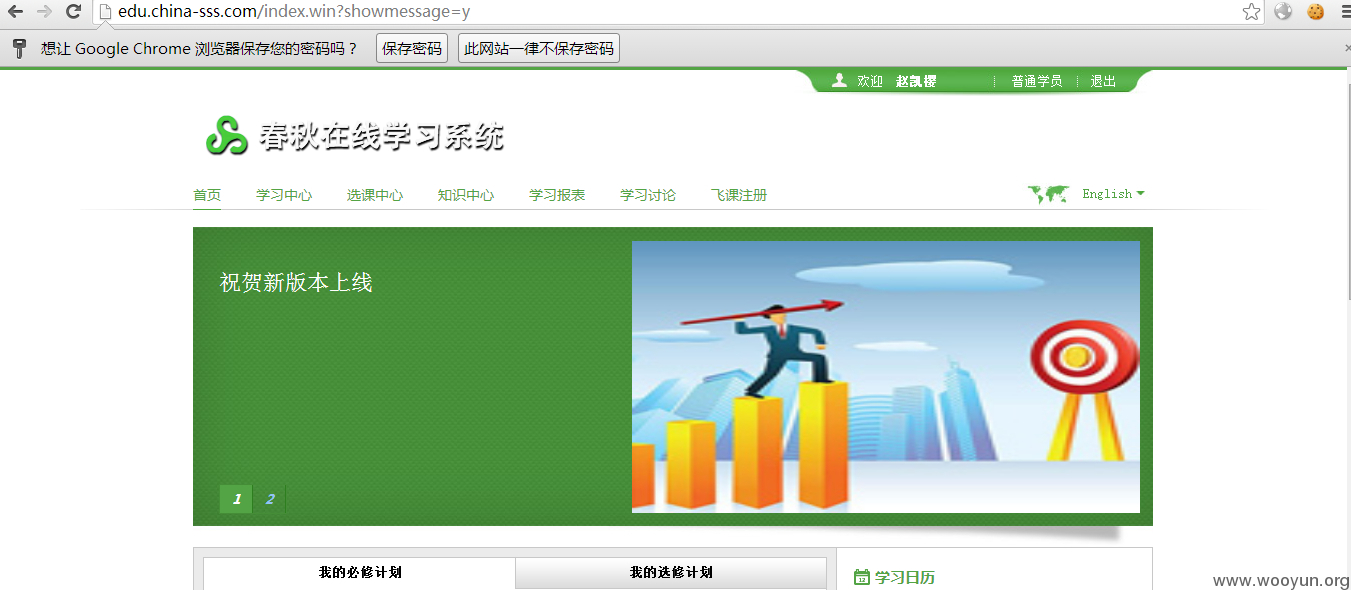 edu.china-sss.com/index.win?showmessage=y
想让 Google Chrome 浏览器保存您的密码吗？ 保存密码 此网站一律不保存密码
欢迎 赵凯樱 普通学员 退出
春秋在线学习系统
首页 学习中心 选课中心 知识中心 学习报表 学习讨论 飞课注册 English
祝贺新版本上线
1 2
我的必修计划 我的选修计划 12 学习日历
www.wooyun.org